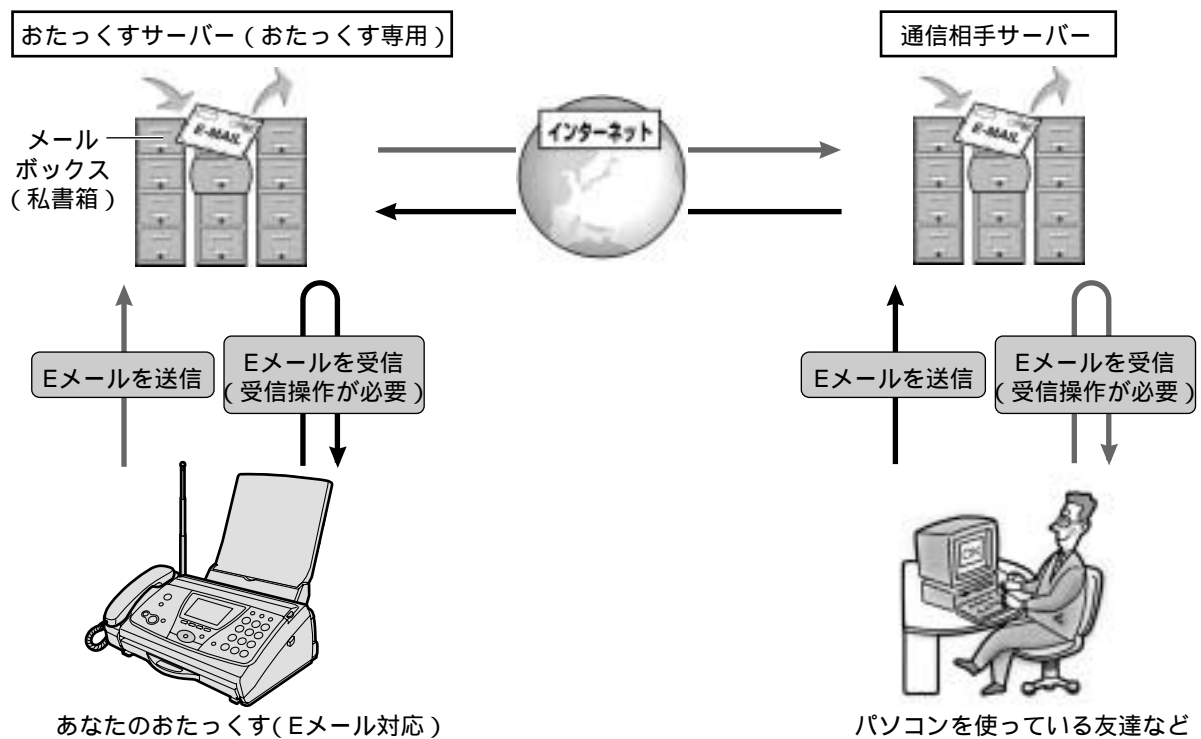 おたっくすサーバー(おたっくす専用)
通信相手サーバー
メール
ボックス
(私書箱)
E-MAIL
インターネット
E-MAIL
Eメールを送信
Eメールを受信
(受信操作が必要)
Eメールを送信
Eメールを受信
(受信操作が必要)
あなたのおたっくす(Eメール対応)
パソコンを使っている友達など